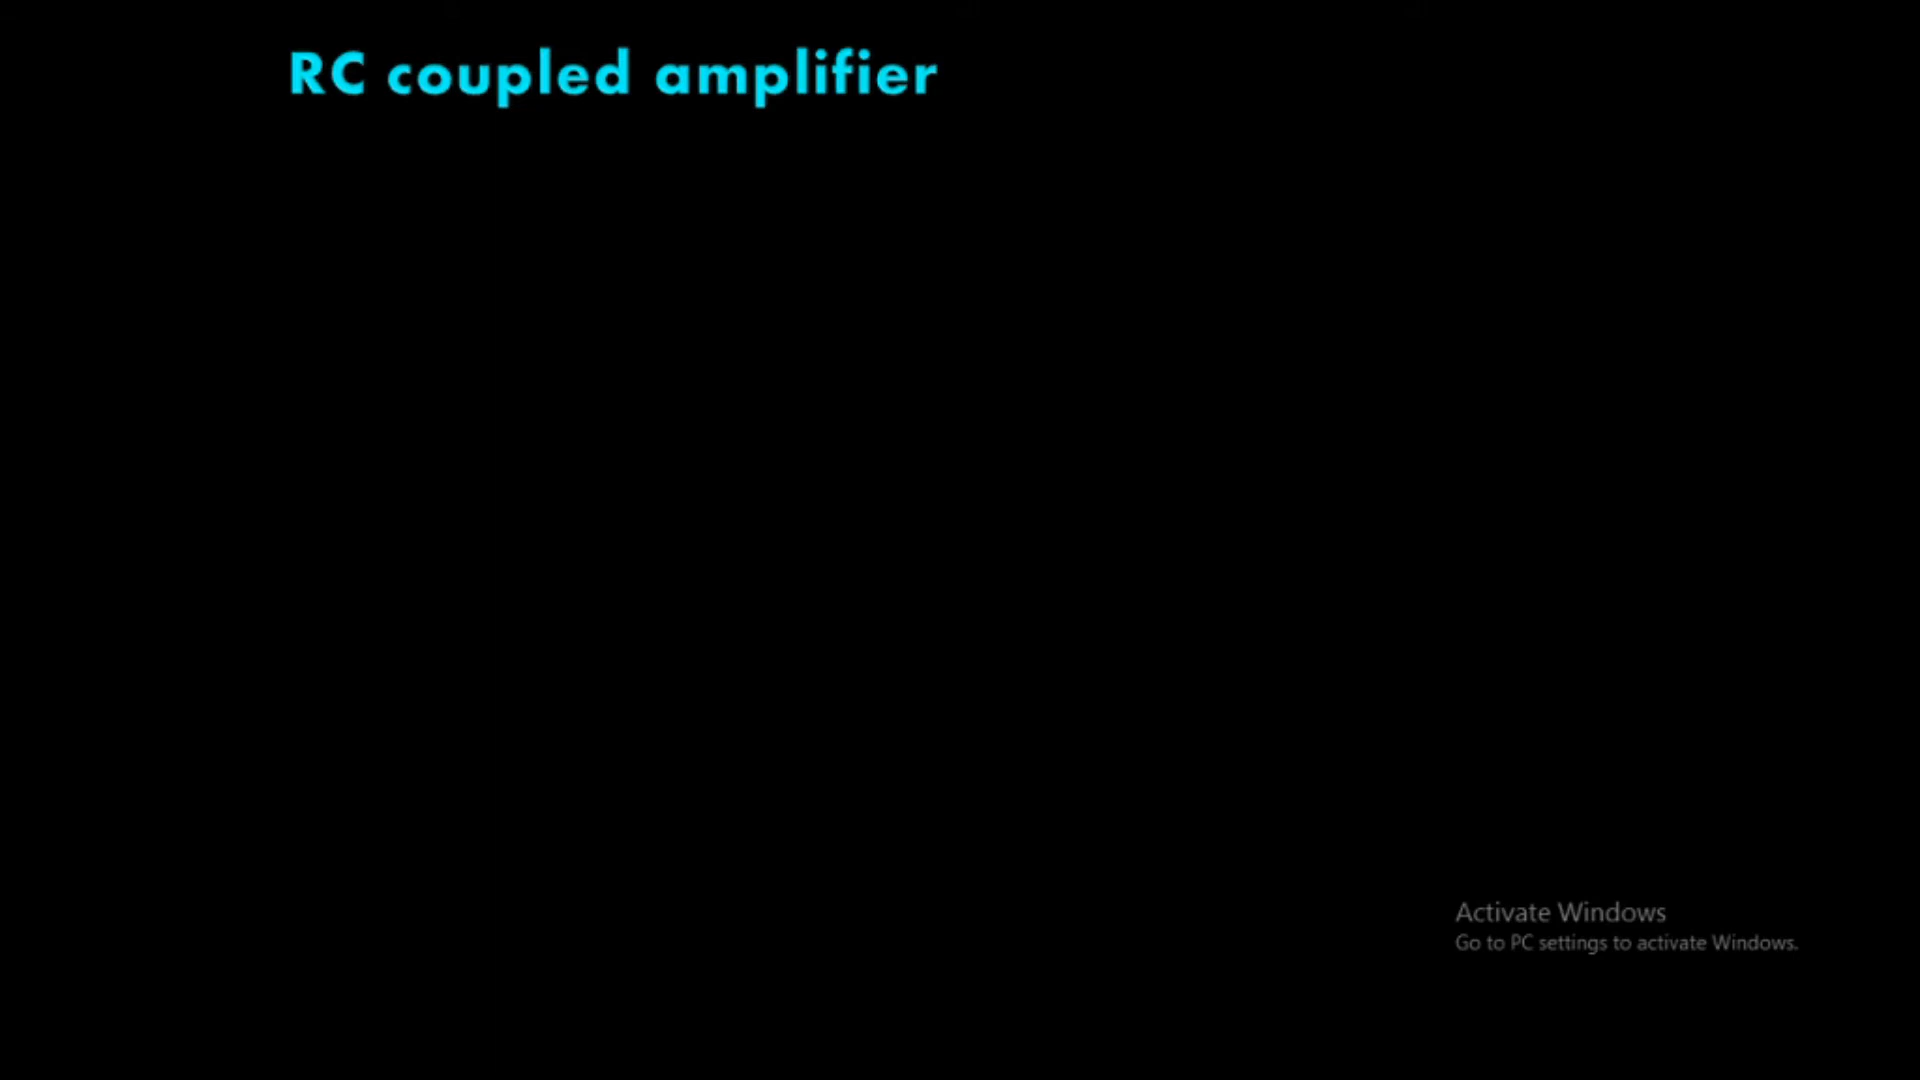 RC coupled amplifier
Activate Windows
Go to PC settings to activate Windows.